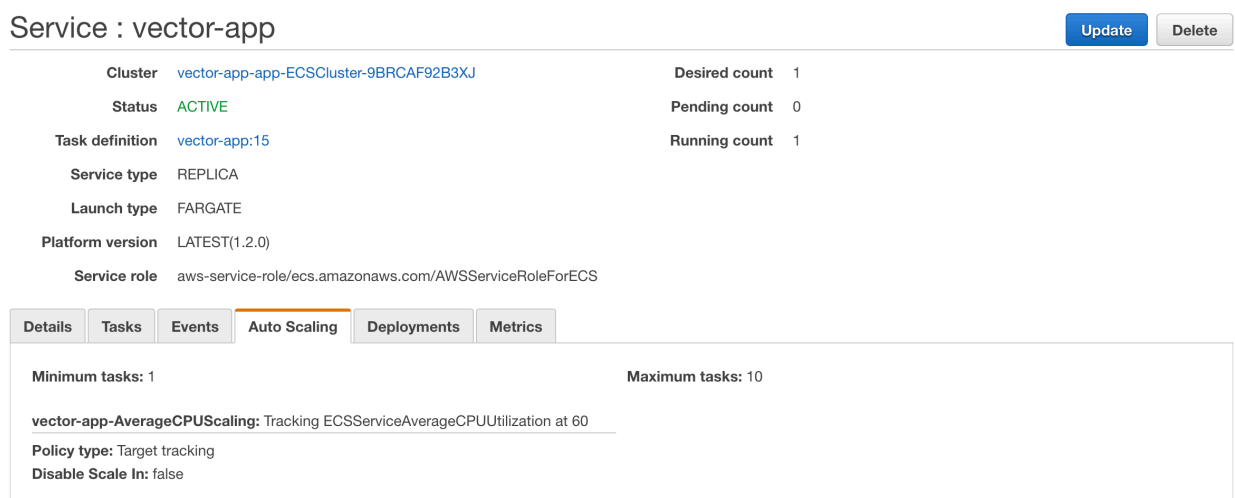 Service : vector-app
Update
Delete
Cluster vector-app-app-ECSCluster-9BRCAF92B3XJ
Desired count 1
Status ACTIVE
Pending count 0
Task definition vector-app:15
Running count 1
Service type REPLICA
Launch type FARGATE
Platform version LATEST(1.2.0)
Service role aws-service-role/ecs.amazonaws.com/AWSServiceRoleForECS
Details Tasks Events Auto Scaling Deployments Metrics
Minimum tasks: 1
Maximum tasks: 10
vector-app-AverageCPUScaling: Tracking ECSServiceAverageCPUUtilization at 60
Policy type: Target tracking
Disable Scale In: false